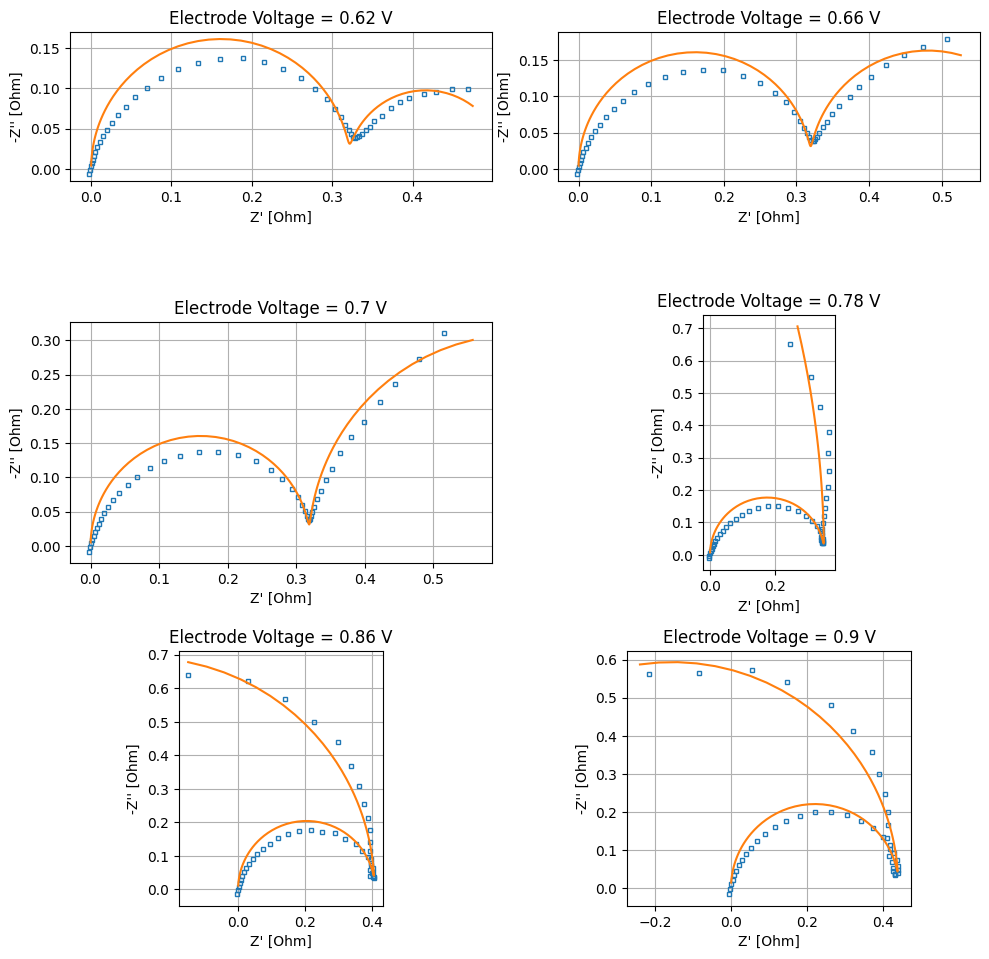 Electrode Voltage = 0.62 V
-Z'' [Ohm]
0.15
0.10
0.05
0.00
0.0 0.1 0.2 0.3 0.4
Z' [Ohm]
Electrode Voltage = 0.66 V
-Z'' [Ohm]
0.15
0.10
0.05
0.00
0.0 0.1 0.2 0.3 0.4 0.5
Z' [Ohm]
Electrode Voltage = 0.7 V
-Z'' [Ohm]
0.30
0.25
0.20
0.15
0.10
0.05
0.00
0.0 0.1 0.2 0.3 0.4 0.5
Z' [Ohm]
Electrode Voltage = 0.78 V
-Z'' [Ohm]
0.7
0.6
0.5
0.4
0.3
0.2
0.1
0.0
0.0 0.2
Z' [Ohm]
Electrode Voltage = 0.86 V
-Z'' [Ohm]
0.7
0.6
0.5
0.4
0.3
0.2
0.1
0.0
0.0 0.2 0.4
Z' [Ohm]
Electrode Voltage = 0.9 V
-Z'' [Ohm]
0.6
0.5
0.4
0.3
0.2
0.1
0.0
−0.2 0.0 0.2 0.4
Z' [Ohm]